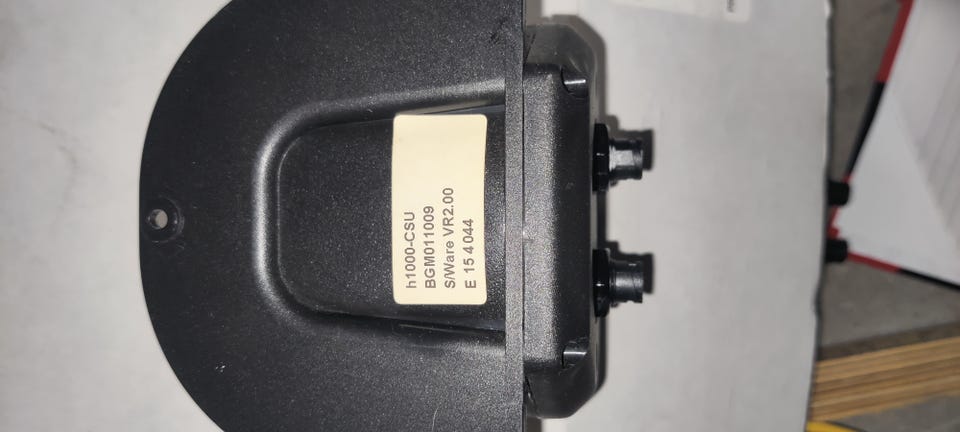 h1000-CSU
BGM011009
S/Ware VR2.00
E 15 4 044